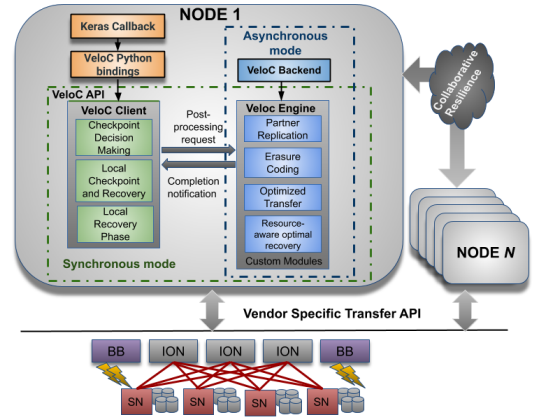 NODE 1
Keras Callback
VeloC Python
bindings
Asynchronous
mode
VeloC Backend
VeloC API
VeloC Client
Checkpoint
Decision
Making
Local
Checkpoint
and Recovery
Local
Recovery
Phase
Post-
processing
request
Completion
notification
Veloc Engine
Partner
Replication
Erasure
Coding
Optimized
Transfer
Resource-
aware optimal
recovery
Custom Modules
Synchronous mode
Collaborative
Resilience
NODE N
Vendor Specific Transfer API
BB
ION
ION
ION
BB
SN
SN
SN
SN